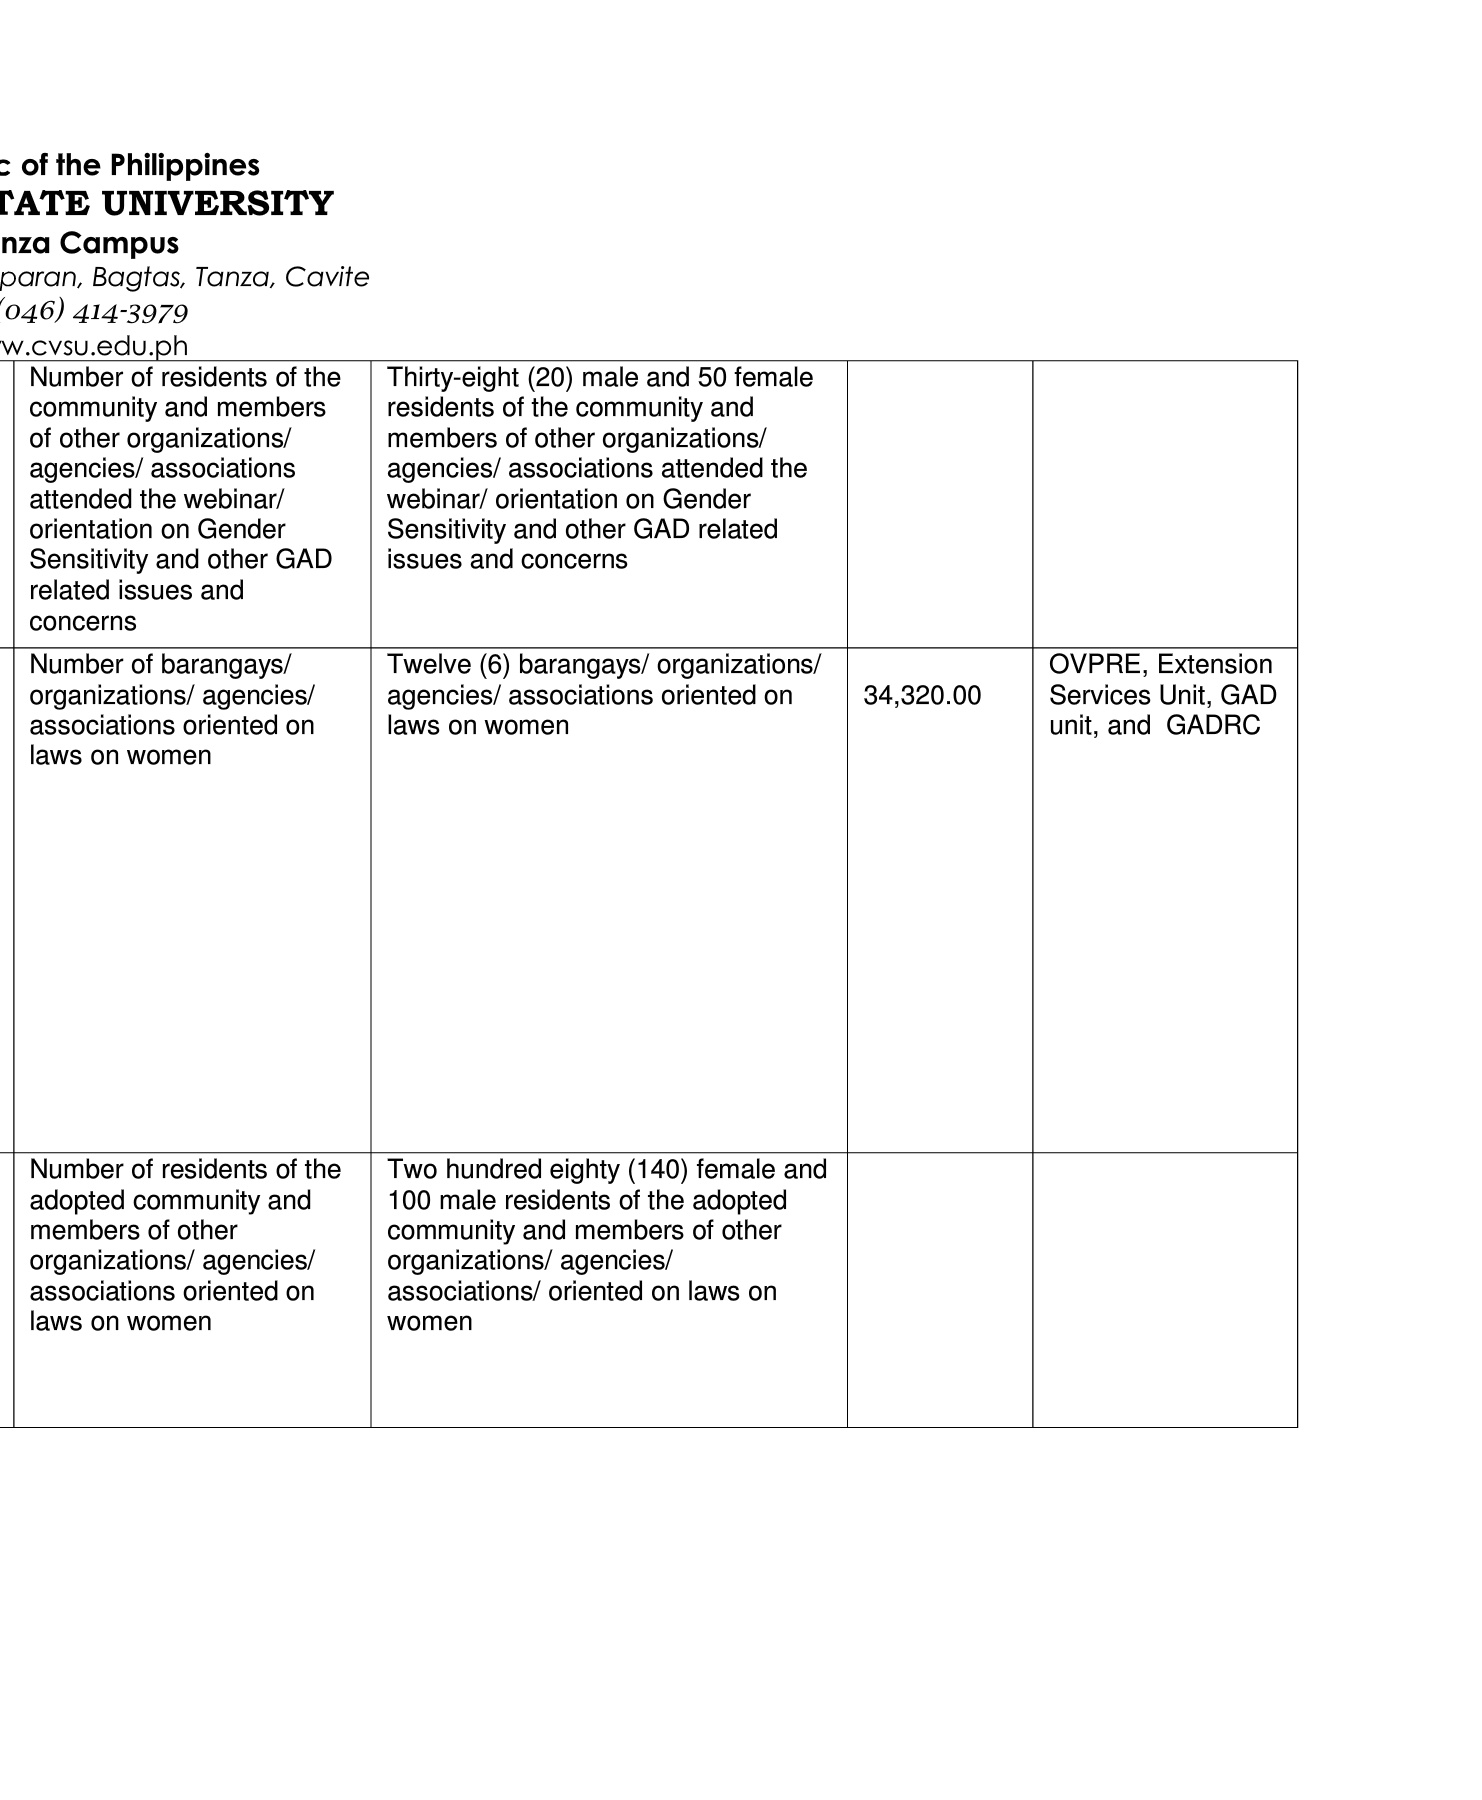 c of the Philippines
TATE UNIVERSITY
nza Campus
paran, Bagtas, Tanza, Cavite
(046) 414-3979
w.cvsu.edu.ph
Number of residents of the
community and members
of other organizations/
agencies/ associations
attended the webinar/
orientation on Gender
Sensitivity and other GAD
related issues and
concerns
Thirty-eight (20) male and 50 female
residents of the community and
members of other organizations/
agencies/ associations attended the
webinar/ orientation on Gender
Sensitivity and other GAD related
issues and concerns
Number of barangays/
organizations/ agencies/
associations oriented on
laws on women
Twelve (6) barangays/ organizations/
agencies/ associations oriented on
laws on women
34,320.00
OVPRE, Extension
Services Unit, GAD
unit, and  GADRC
Number of residents of the
adopted community and
members of other
organizations/ agencies/
associations oriented on
laws on women
Two hundred eighty (140) female and
100 male residents of the adopted
community and members of other
organizations/ agencies/
associations/ oriented on laws on
women